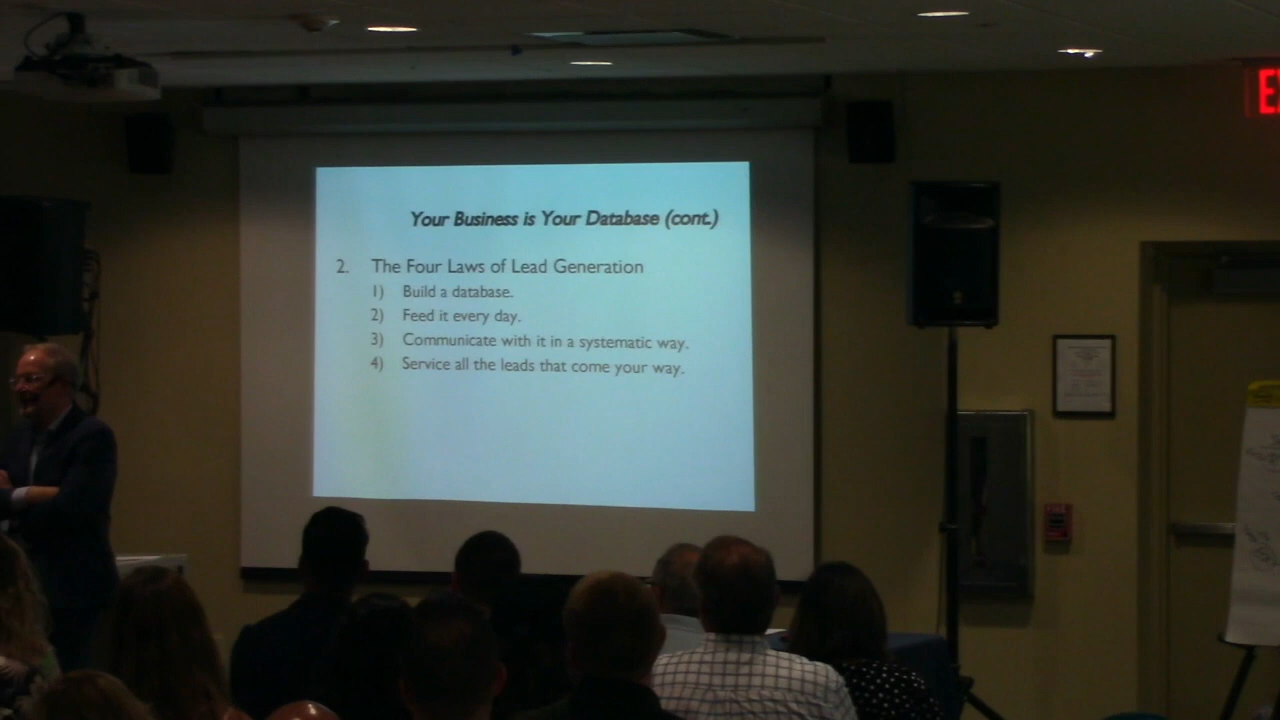 Your Business is Your Database (cont.)
2. The Four Laws of Lead Generation
1) Build a database.
2) Feed it every day.
3) Communicate with it in a systematic way.
4) Service all the leads that come your way.